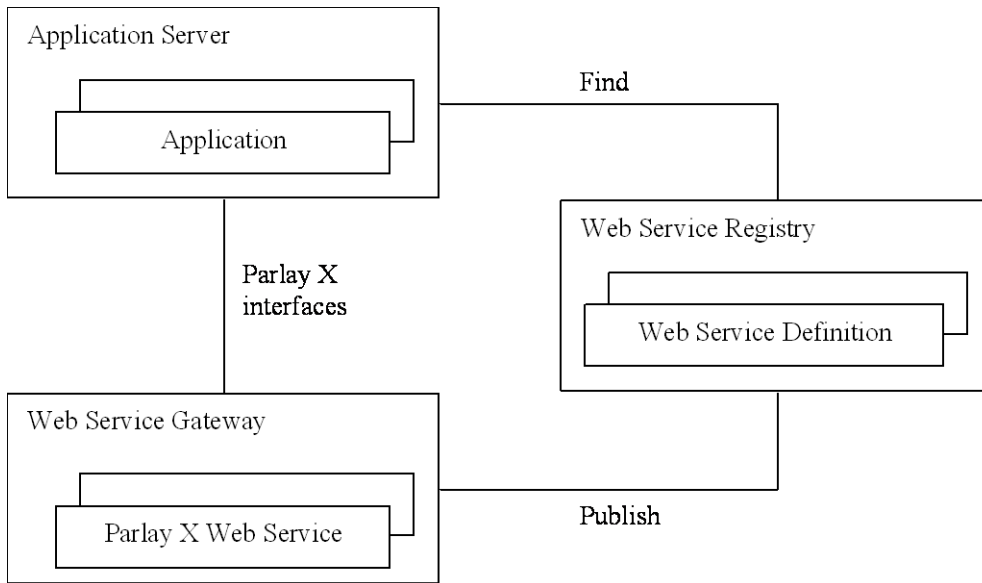 Application Server
Application
Find
Web Service Registry
Web Service Definition
Parlay X
interfaces
Web Service Gateway
Parlay X Web Service
Publish